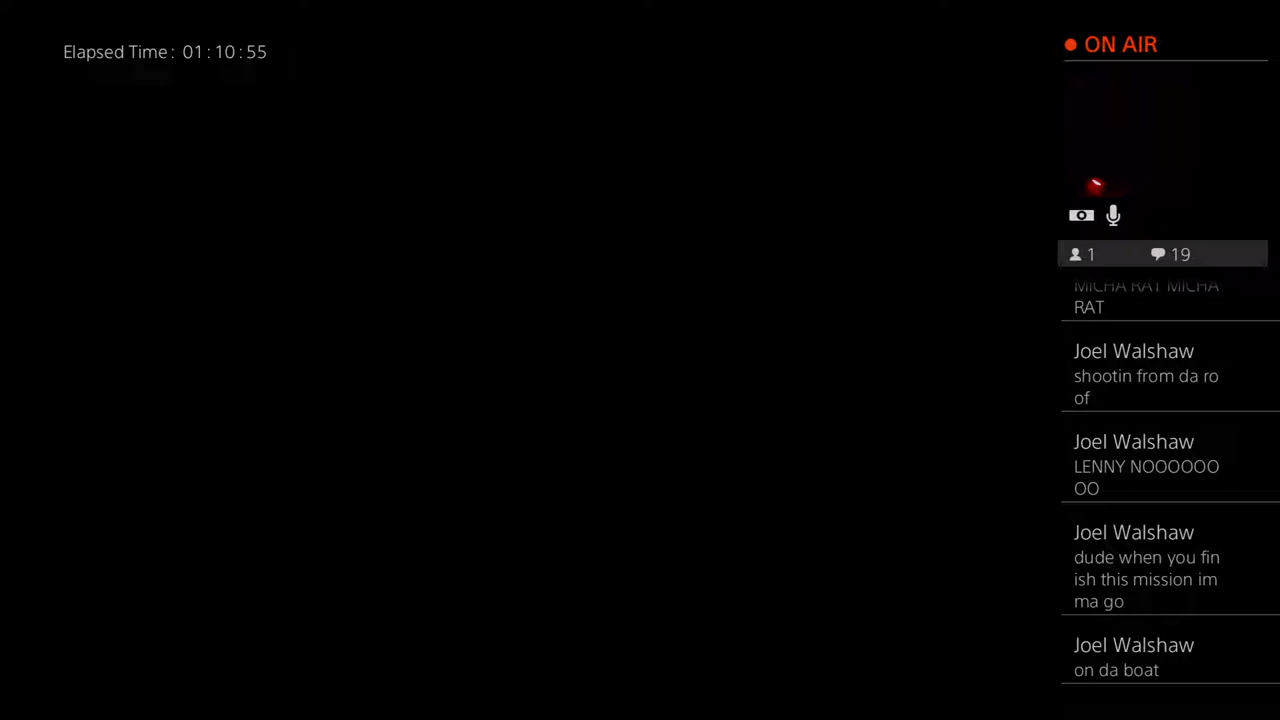 Elapsed Time: 01:10:55
ON AIR
1
19
MICHA RAT MICHA
RAT
Joel Walshaw
shootin from da ro
of
Joel Walshaw
LENNY NOOOOOO
OO
Joel Walshaw
dude when you fin
ish this mission im
ma go
Joel Walshaw
on da boat